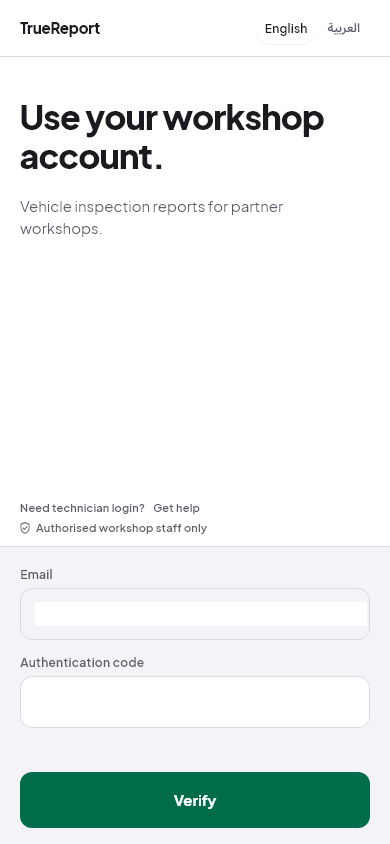 TrueReport
English
العربية
Use your workshop
account.
Vehicle inspection reports for partner
workshops.
Need technician login? Get help
Authorised workshop staff only
Email
Authentication code
Verify